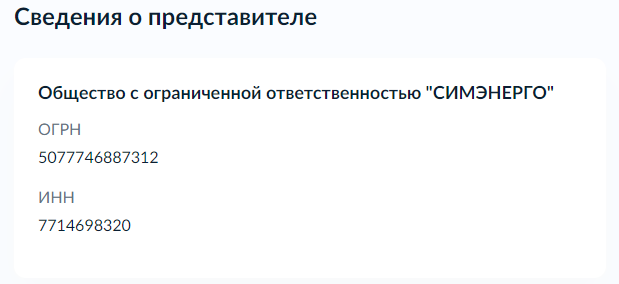 Сведения о представителе
Общество с ограниченной ответственностью "СИМЭНЕРГО"
ОГРН
5077746887312
ИНН
7714698320